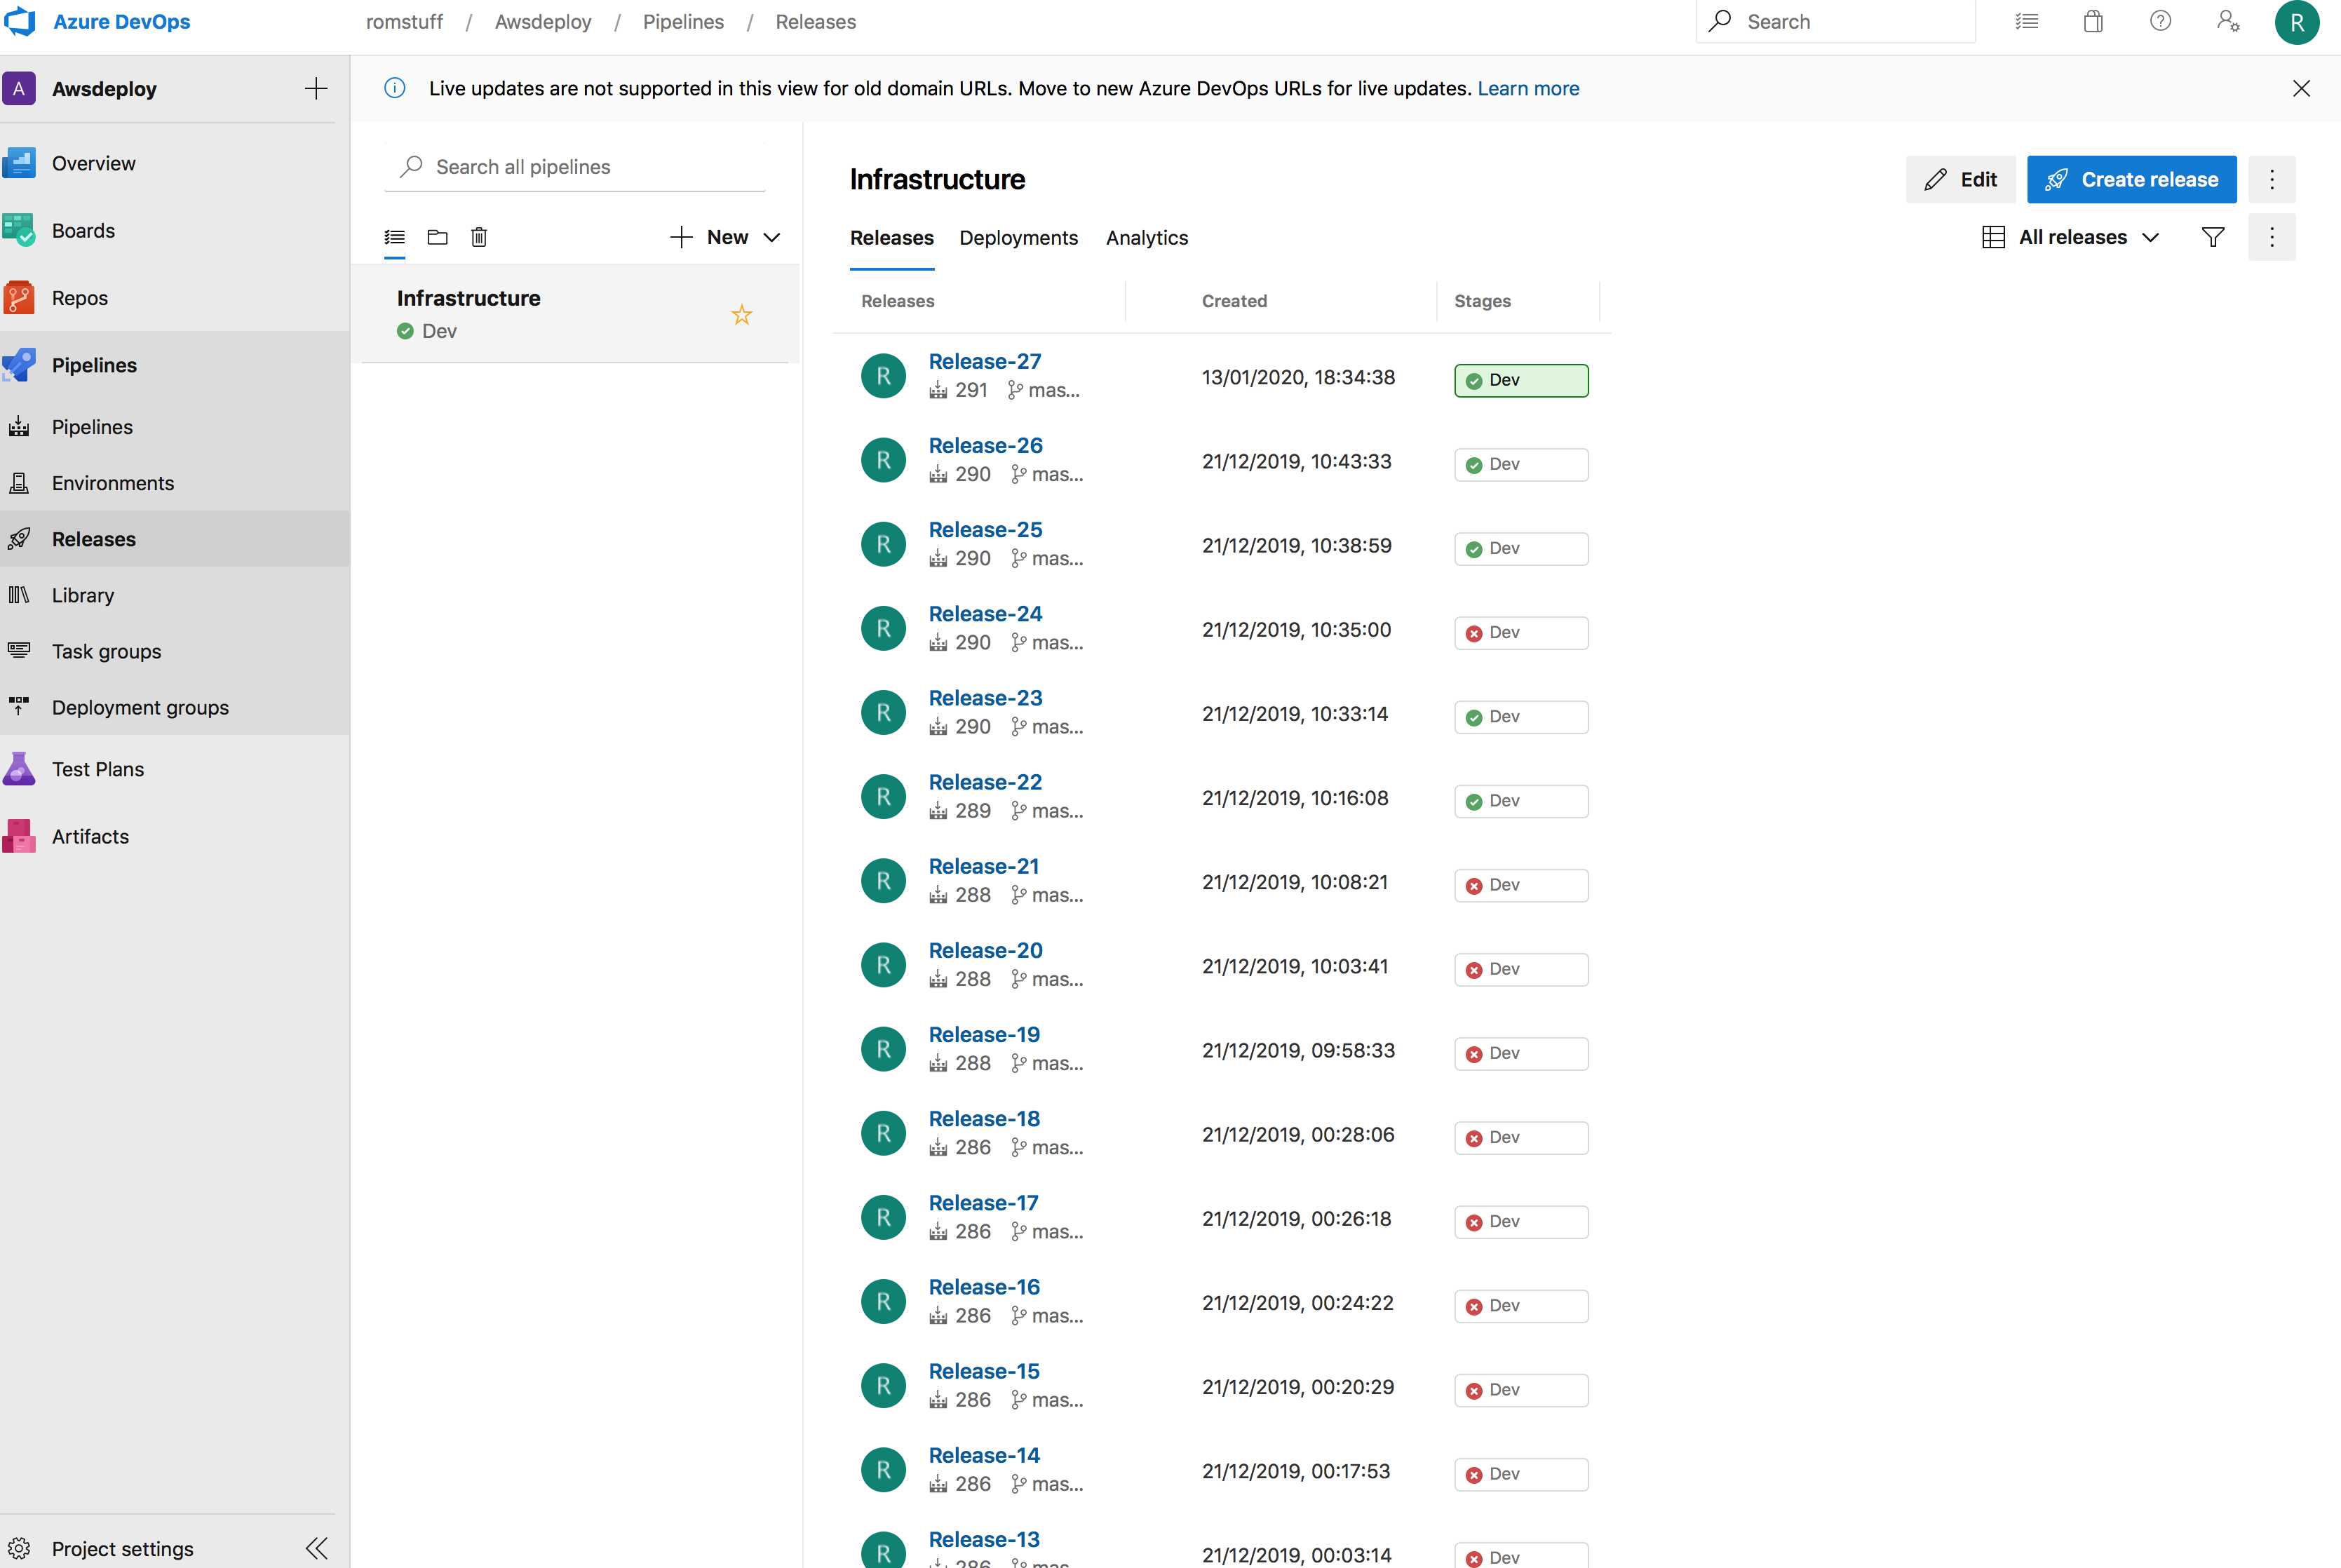 Azure DevOps
romstuff / Awsdeploy / Pipelines / Releases
Search
R
A Awsdeploy
Overview
Boards
Repos
Pipelines
Pipelines
Environments
Releases
Library
Task groups
Deployment groups
Test Plans
Artifacts
Project settings
Live updates are not supported in this view for old domain URLs. Move to new Azure DevOps URLs for live updates. Learn more
Search all pipelines
New
Infrastructure
Dev
Infrastructure
Edit
Create release
Releases Deployments Analytics
All releases
Releases Created Stages
R Release-27 13/01/2020, 18:34:38 Dev
291 mas...
R Release-26 21/12/2019, 10:43:33 Dev
290 mas...
R Release-25 21/12/2019, 10:38:59 Dev
290 mas...
R Release-24 21/12/2019, 10:35:00 Dev
290 mas...
R Release-23 21/12/2019, 10:33:14 Dev
290 mas...
R Release-22 21/12/2019, 10:16:08 Dev
289 mas...
R Release-21 21/12/2019, 10:08:21 Dev
288 mas...
R Release-20 21/12/2019, 10:03:41 Dev
288 mas...
R Release-19 21/12/2019, 09:58:33 Dev
288 mas...
R Release-18 21/12/2019, 00:28:06 Dev
286 mas...
R Release-17 21/12/2019, 00:26:18 Dev
286 mas...
R Release-16 21/12/2019, 00:24:22 Dev
286 mas...
R Release-15 21/12/2019, 00:20:29 Dev
286 mas...
R Release-14 21/12/2019, 00:17:53 Dev
286 mas...
R Release-13 21/12/2019, 00:03:14 Dev
286 mas